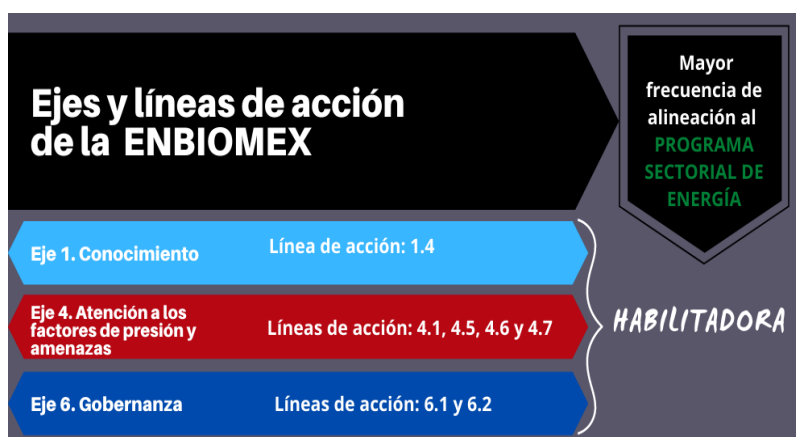 Ejes y líneas de acción
de la ENBIOMEX
Mayor
frecuencia de
alineación al
PROGRAMA
SECTORIAL DE
ENERGÍA
Eje 1. Conocimiento
Línea de acción: 1.4
Eje 4. Atención a los
factores de presión y
amenazas
Líneas de acción: 4.1, 4.5, 4.6 y 4.7
Eje 6. Gobernanza
Líneas de acción: 6.1 y 6.2
HABILITADORA